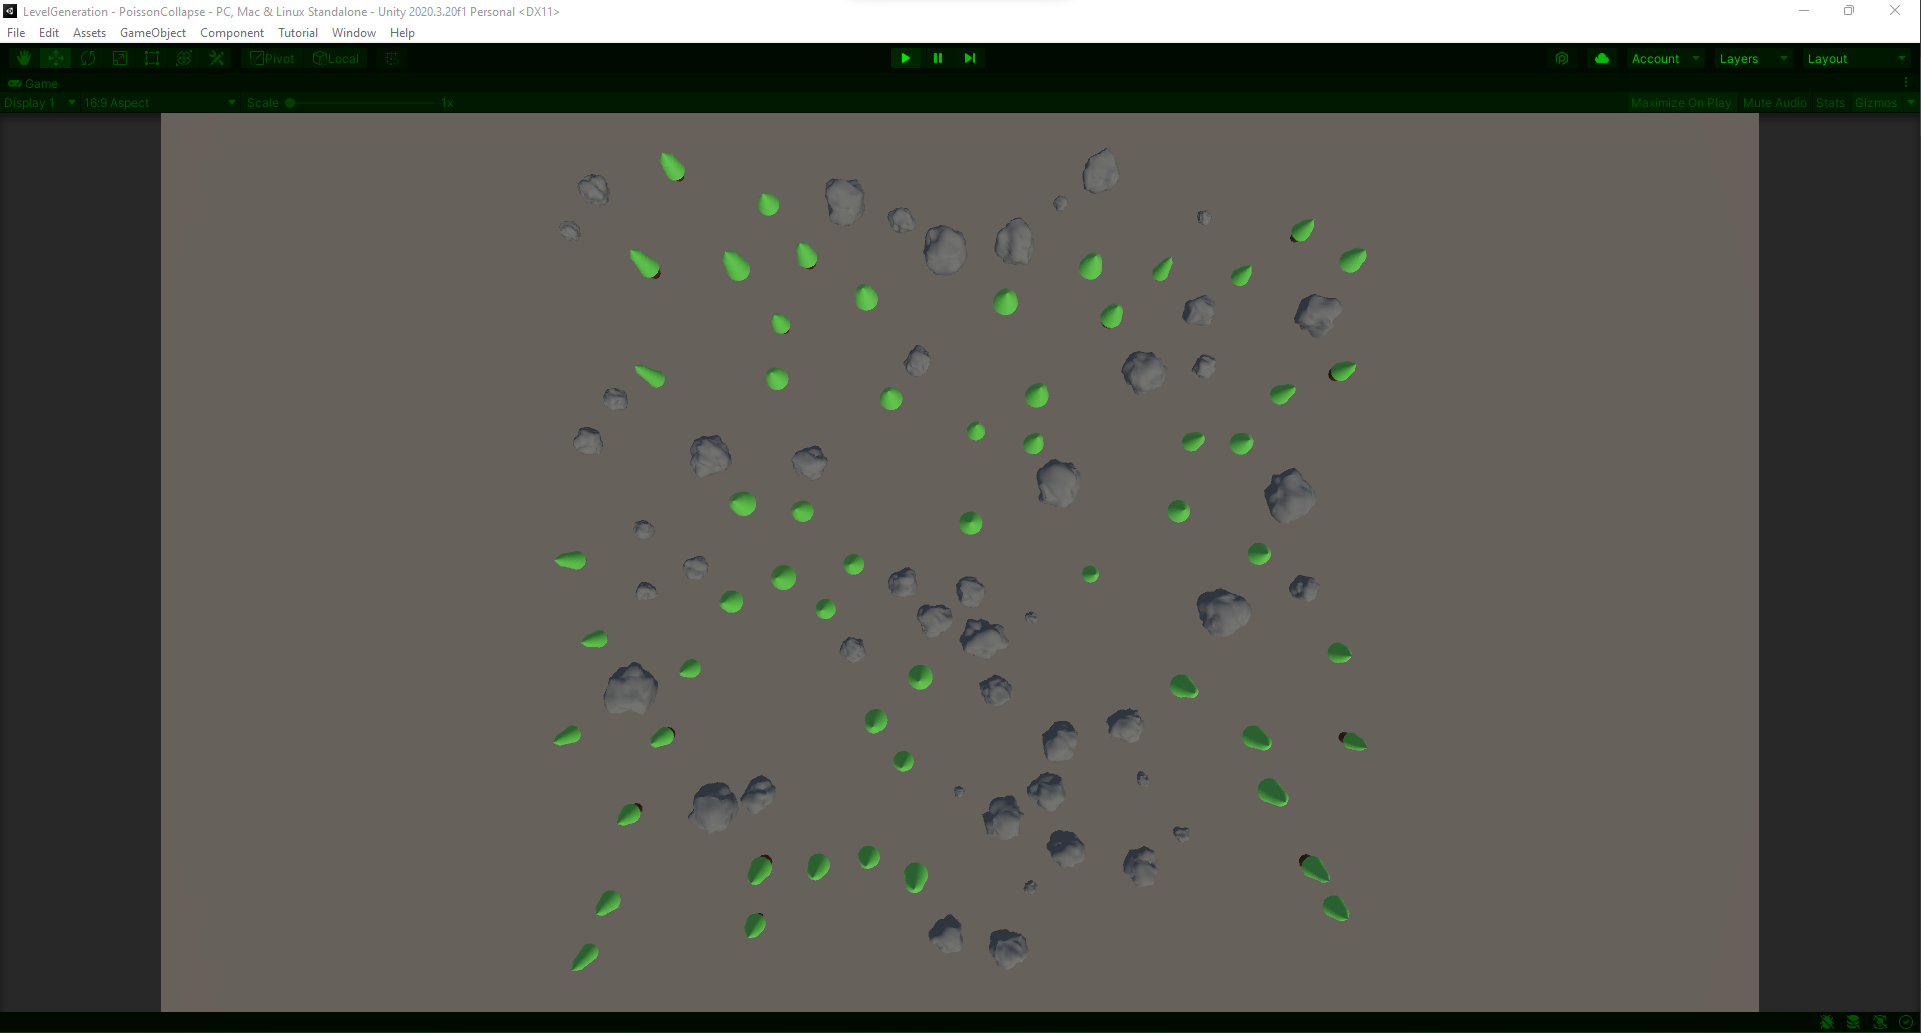 LevelGeneration - PoissonCollapse - PC, Mac & Linux Standalone - Unity 2020.3.20f1 Personal <DX11>
File Edit Assets GameObject Component Tutorial Window Help
Pivot Local Account Layers Layout
Game
Display 1 16:9 Aspect Scale 1x Maximize On Play Mute Audio Stats Gizmos